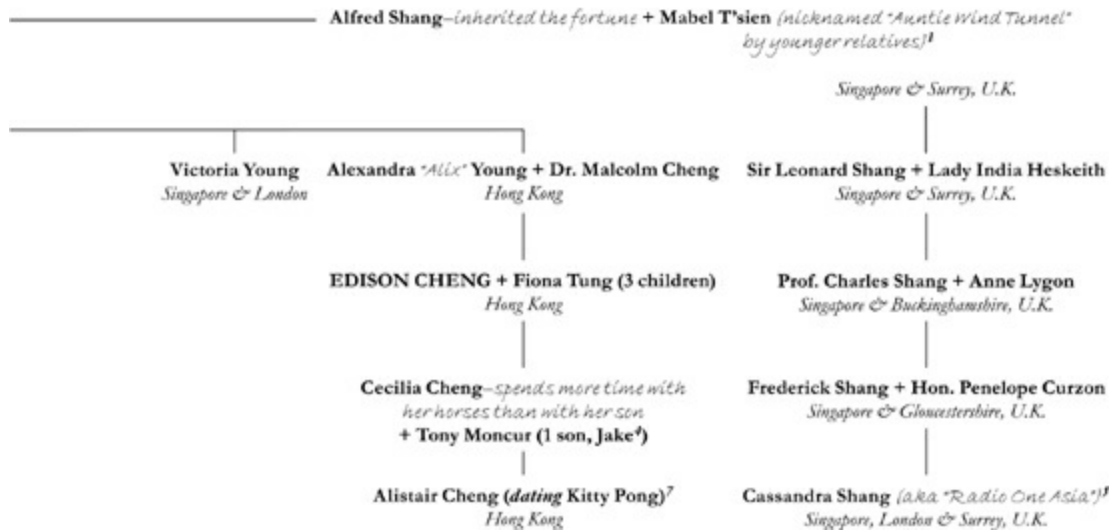 Alfred Shang–inherited the fortune + Mabel T'sien (nicknamed "Auntie Wind Tunnel"
by younger relatives)¹
Singapore & Surrey, U.K.
Victoria Young
Singapore & London
Alexandra "Alix" Young + Dr. Malcolm Cheng
Hong Kong
Sir Leonard Shang + Lady India Heskeith
Singapore & Surrey, U.K.
EDISON CHENG + Fiona Tung (3 children)
Hong Kong
Prof. Charles Shang + Anne Lygon
Singapore & Buckinghamshire, U.K.
Cecilia Cheng–spends more time with
her horses than with her son
+ Tony Moncur (1 son, Jake⁴)
Frederick Shang + Hon. Penelope Curzon
Singapore & Gloucestershire, U.K.
Alistair Cheng (dating Kitty Pong)⁷
Hong Kong
Cassandra Shang (aka "Radio One Asia")
Singapore, London & Surrey, U.K.